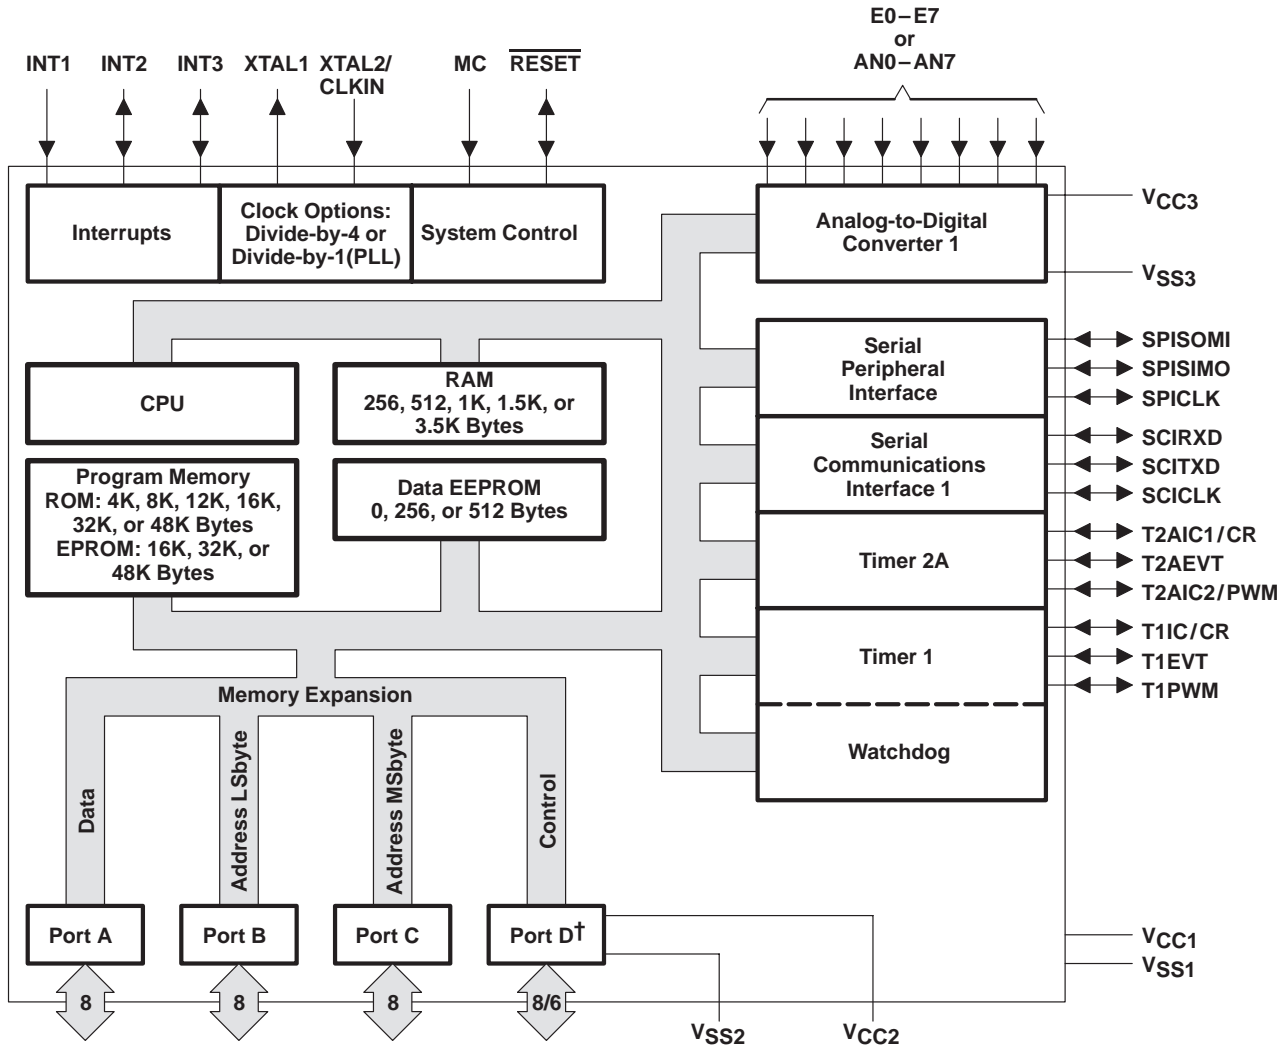 E0–E7
or
AN0–AN7
INT1 INT2 INT3 XTAL1 XTAL2/
CLKIN
MC RESET
Interrupts
Clock Options:
Divide-by-4 or
Divide-by-1(PLL)
System Control
Analog-to-Digital
Converter 1
VCC3
VSS3
CPU
RAM
256, 512, 1K, 1.5K, or
3.5K Bytes
Program Memory
ROM: 4K, 8K, 12K, 16K,
32K, or 48K Bytes
EPROM: 16K, 32K, or
48K Bytes
Data EEPROM
0, 256, or 512 Bytes
Serial
Peripheral
Interface
SPISOMI
SPISIMO
SPICLK
Serial
Communications
Interface 1
SCIRXD
SCITXD
SCICLK
Timer 2A
T2AIC1/CR
T2AEVT
T2AIC2/PWM
Timer 1
T1IC/CR
T1EVT
T1PWM
Watchdog
Memory Expansion
Data
Address LSbyte
Address MSbyte
Control
Port A
Port B
Port C
Port D†
8
8
8
8/6
VSS2
VCC2
VCC1
VSS1